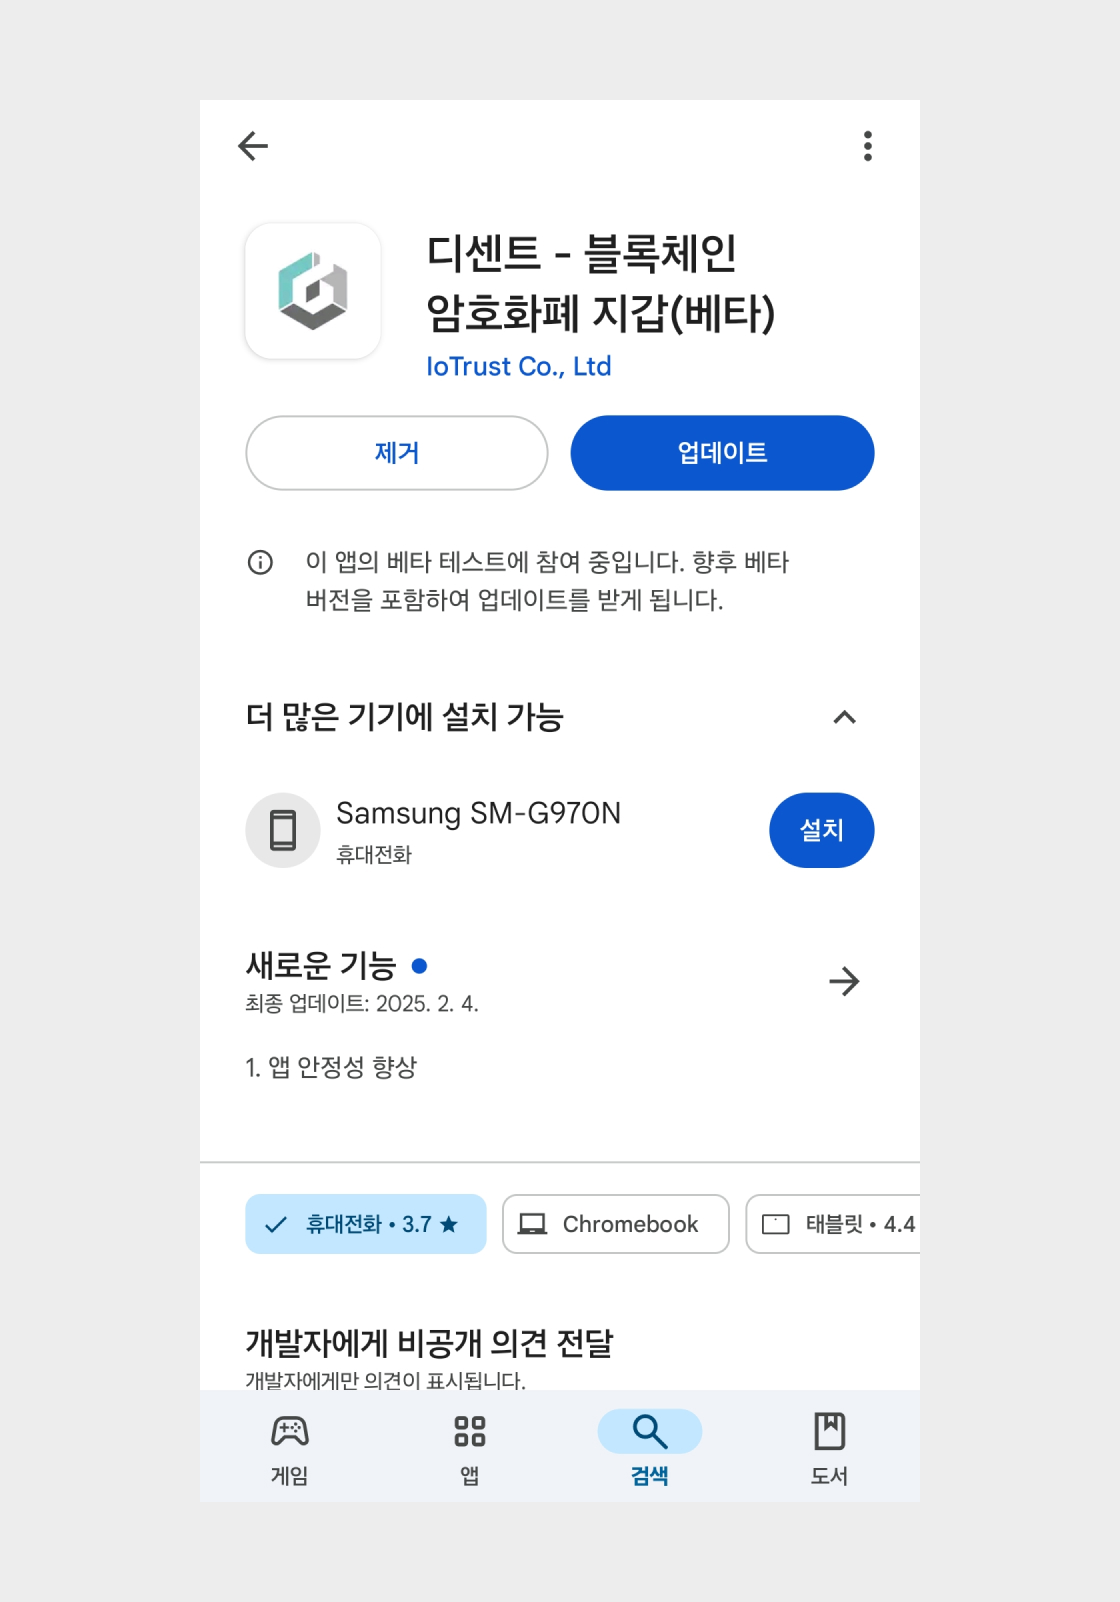 디센트 - 블록체인
암호화폐 지갑(베타)
IoTrust Co., Ltd
제거
업데이트
이 앱의 베타 테스트에 참여 중입니다. 향후 베타
버전을 포함하여 업데이트를 받게 됩니다.
더 많은 기기에 설치 가능
Samsung SM-G970N
휴대전화
설치
새로운 기능
최종 업데이트: 2025. 2. 4.
1. 앱 안정성 향상
휴대전화 • 3.7 ★
Chromebook
태블릿 • 4.4
개발자에게 비공개 의견 전달
개발자에게만 의견이 표시됩니다.
게임
앱
검색
도서